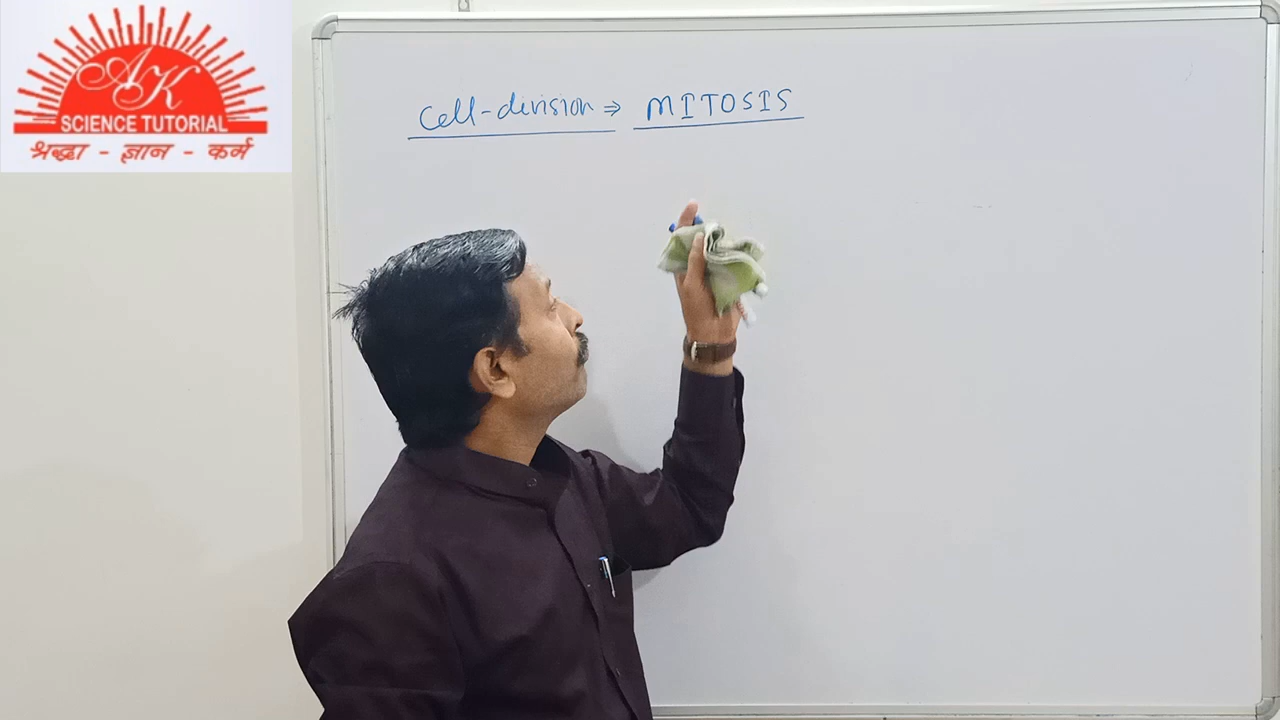 AK
SCIENCE TUTORIAL
श्रद्धा - ज्ञान - कर्म
Cell-division ⇒ MITOSIS